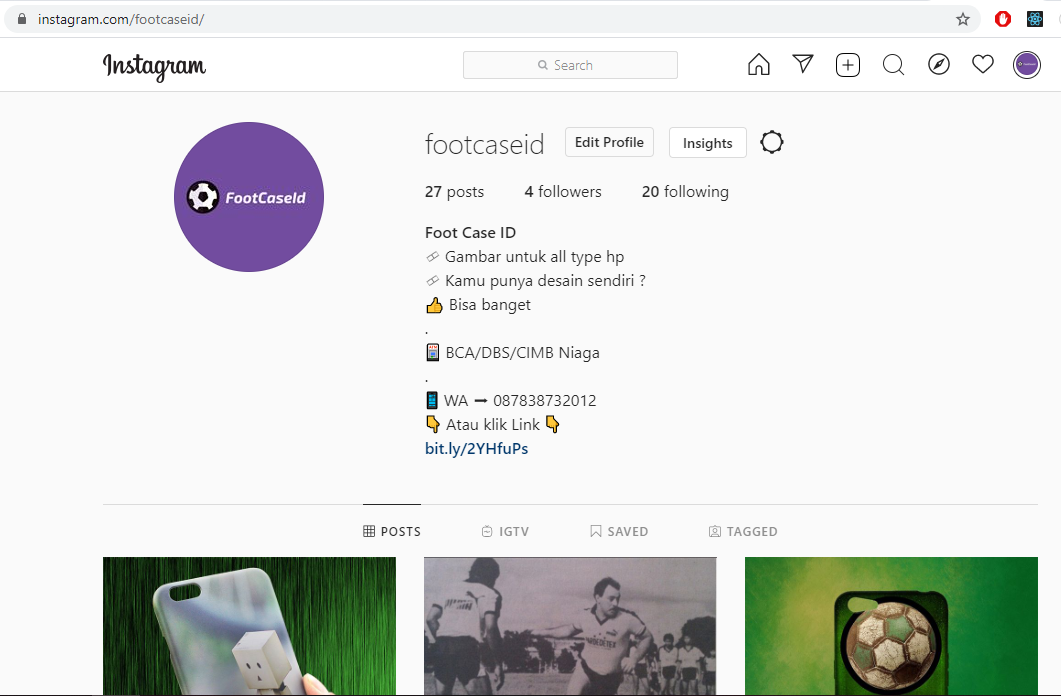 instagram.com/footcaseid/
Instagram
Search
FootCaseId
footcaseid Edit Profile Insights
27 posts 4 followers 20 following
Foot Case ID
Gambar untuk all type hp
Kamu punya desain sendiri ?
👍 Bisa banget
.
BCA/DBS/CIMB Niaga
.
📱 WA ➡ 087838732012
👇 Atau klik Link 👇
bit.ly/2YHfuPs
POSTS IGTV SAVED TAGGED